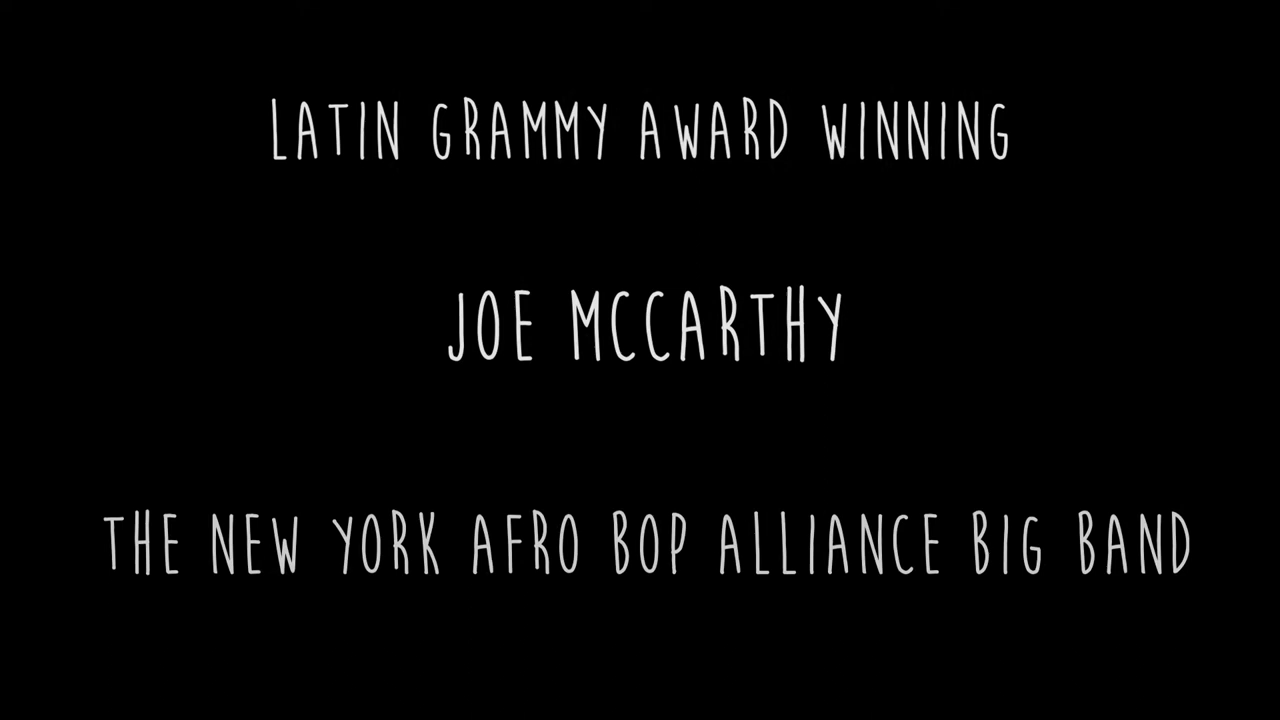 LATIN GRAMMY AWARD WINNING
JOE MCCARTHY
THE NEW YORK AFRO BOP ALLIANCE BIG BAND